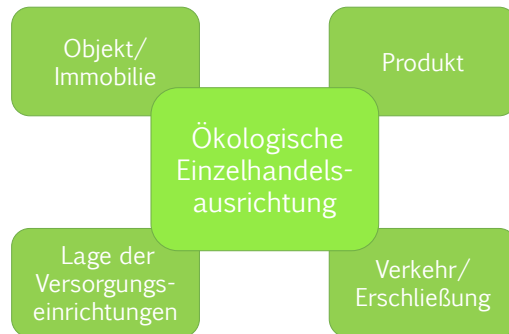 Objekt/
Immobilie
Produkt
Ökologische
Einzelhandels-
ausrichtung
Lage der
Versorgungs-
einrichtungen
Verkehr/
Erschließung